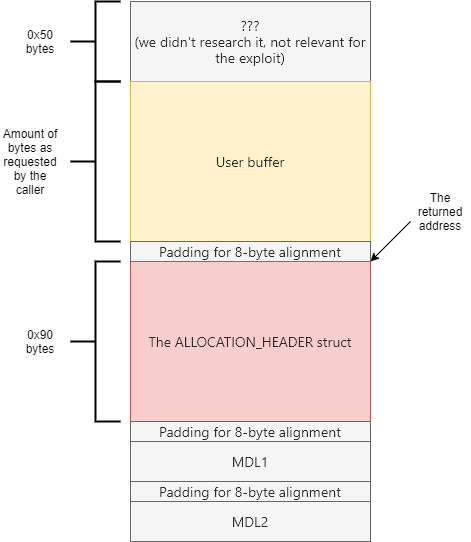 0x50
bytes
???
(we didn't research it, not relevant for
the exploit)
Amount of
bytes as
requested
by the
caller
User buffer
The
returned
address
Padding for 8-byte alignment
0x90
bytes
The ALLOCATION_HEADER struct
Padding for 8-byte alignment
MDL1
Padding for 8-byte alignment
MDL2